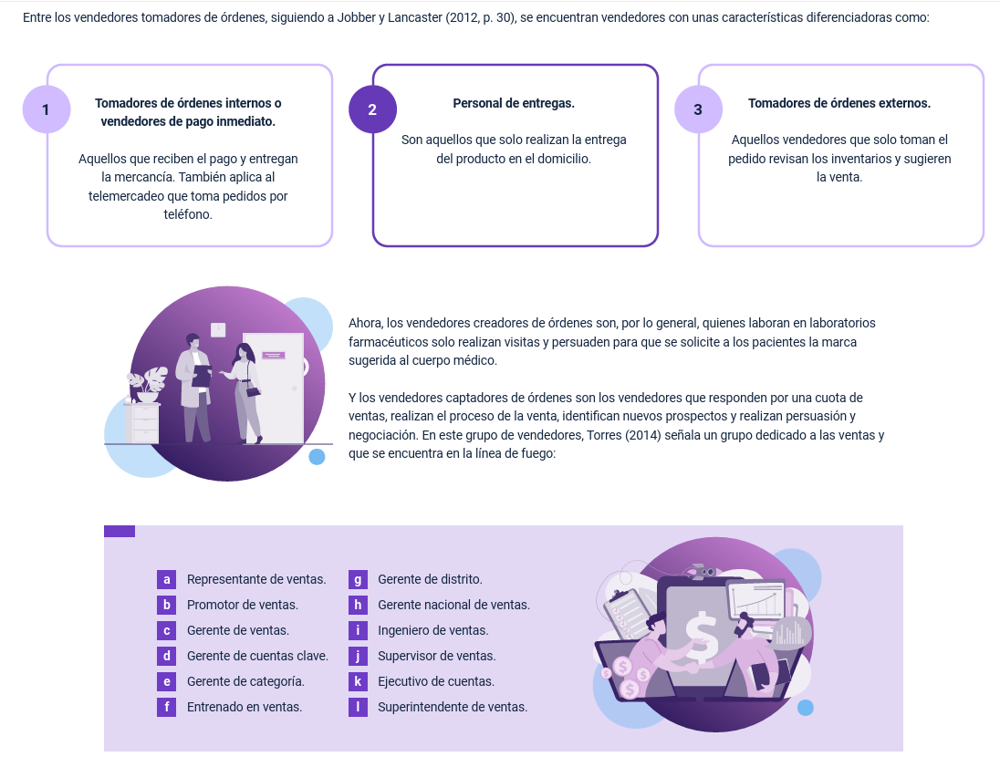 Entre los vendedores tomadores de órdenes, siguiendo a Jobber y Lancaster (2012, p. 30), se encuentran vendedores con unas características diferenciadoras como:
1
Tomadores de órdenes internos o
vendedores de pago inmediato.
Aquellos que reciben el pago y entregan
la mercancía. También aplica al
telemercadeo que toma pedidos por
teléfono.
2
Personal de entregas.
Son aquellos que solo realizan la entrega
del producto en el domicilio.
3
Tomadores de órdenes externos.
Aquellos vendedores que solo toman el
pedido revisan los inventarios y sugieren
la venta.
Ahora, los vendedores creadores de órdenes son, por lo general, quienes laboran en laboratorios
farmacéuticos solo realizan visitas y persuaden para que se solicite a los pacientes la marca
sugerida al cuerpo médico.
Y los vendedores captadores de órdenes son los vendedores que responden por una cuota de
ventas, realizan el proceso de la venta, identifican nuevos prospectos y realizan persuasión y
negociación. En este grupo de vendedores, Torres (2014) señala un grupo dedicado a las ventas y
que se encuentra en la línea de fuego:
a Representante de ventas.
b Promotor de ventas.
c Gerente de ventas.
d Gerente de cuentas clave.
e Gerente de categoría.
f Entrenado en ventas.
g Gerente de distrito.
h Gerente nacional de ventas.
i Ingeniero de ventas.
j Supervisor de ventas.
k Ejecutivo de cuentas.
l Superintendente de ventas.
$
$
$
$
$